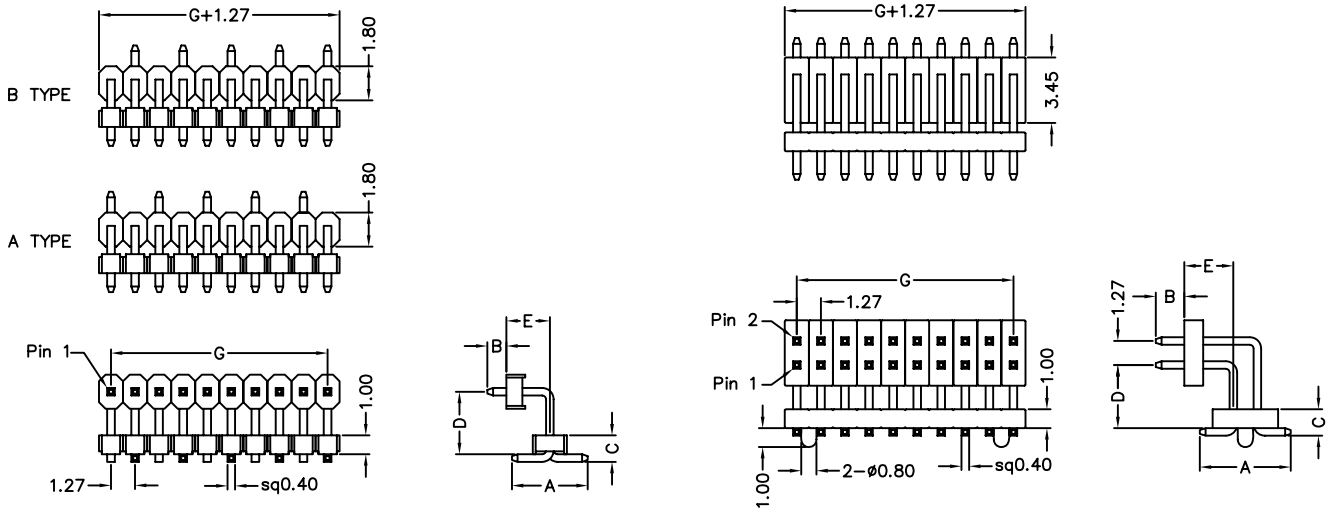 G+1.27
1.80
B TYPE
1.80
A TYPE
Pin 1
G
1.00
1.27
sq0.40
E
B
D
C
A
G+1.27
3.45
G
1.27
Pin 2
Pin 1
1.00
1.00
2-ø0.80
sq0.40
E
B
1.27
D
C
A